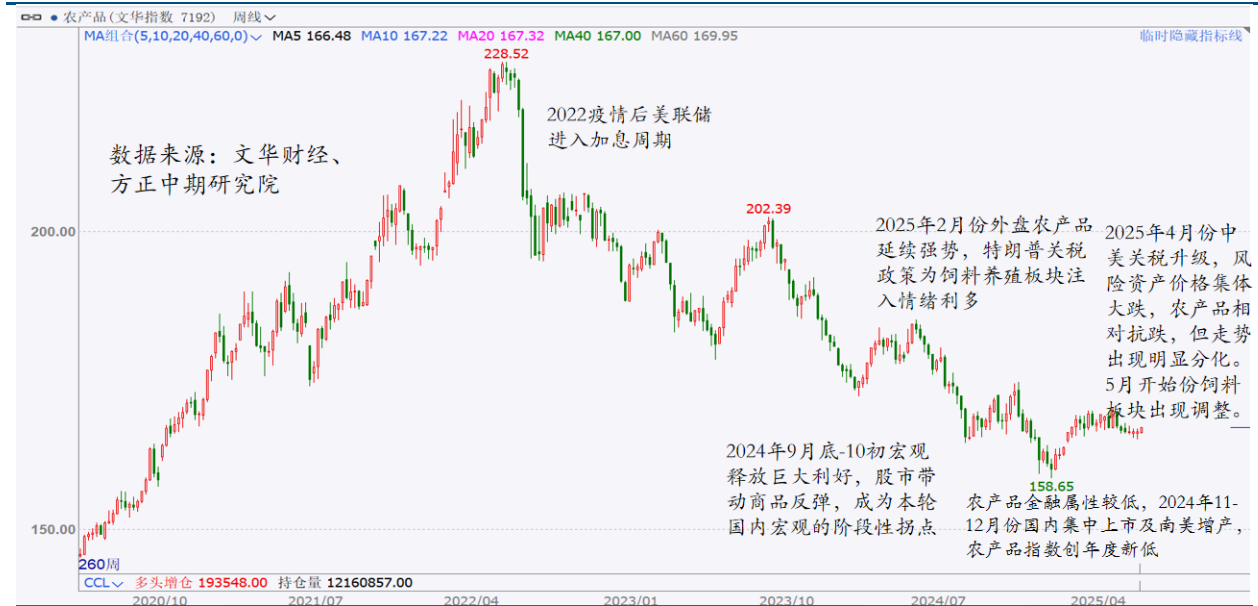 农产品(文华指数 7192) 周线
MA组合(5,10,20,40,60,0) MA5 166.48 MA10 167.22 MA20 167.32 MA40 167.00 MA60 169.95
临时隐藏指标线
228.52
2022疫情后美联储
进入加息周期
数据来源：文华财经、
方正中期研究院
202.39
200.00
2025年2月份外盘农产品
延续强势，特朗普关税
政策为饲料养殖板块注
入情绪利多
2025年4月份中
美关税升级，风
险资产价格集体
大跌，农产品相
对抗跌，但走势
出现明显分化。
5月开始份饲料
板块出现调整。
2024年9月底-10初宏观
释放巨大利好，股市带
动商品反弹，成为本轮
国内宏观的阶段性拐点
158.65
农产品金融属性较低，2024年11-
12月份国内集中上市及南美增产，
农产品指数创年度新低
150.00
260周
CCL 多头增仓 193548.00 持仓量 12160857.00
2020/10 2021/07 2022/04 2023/01 2023/10 2024/07 2025/04